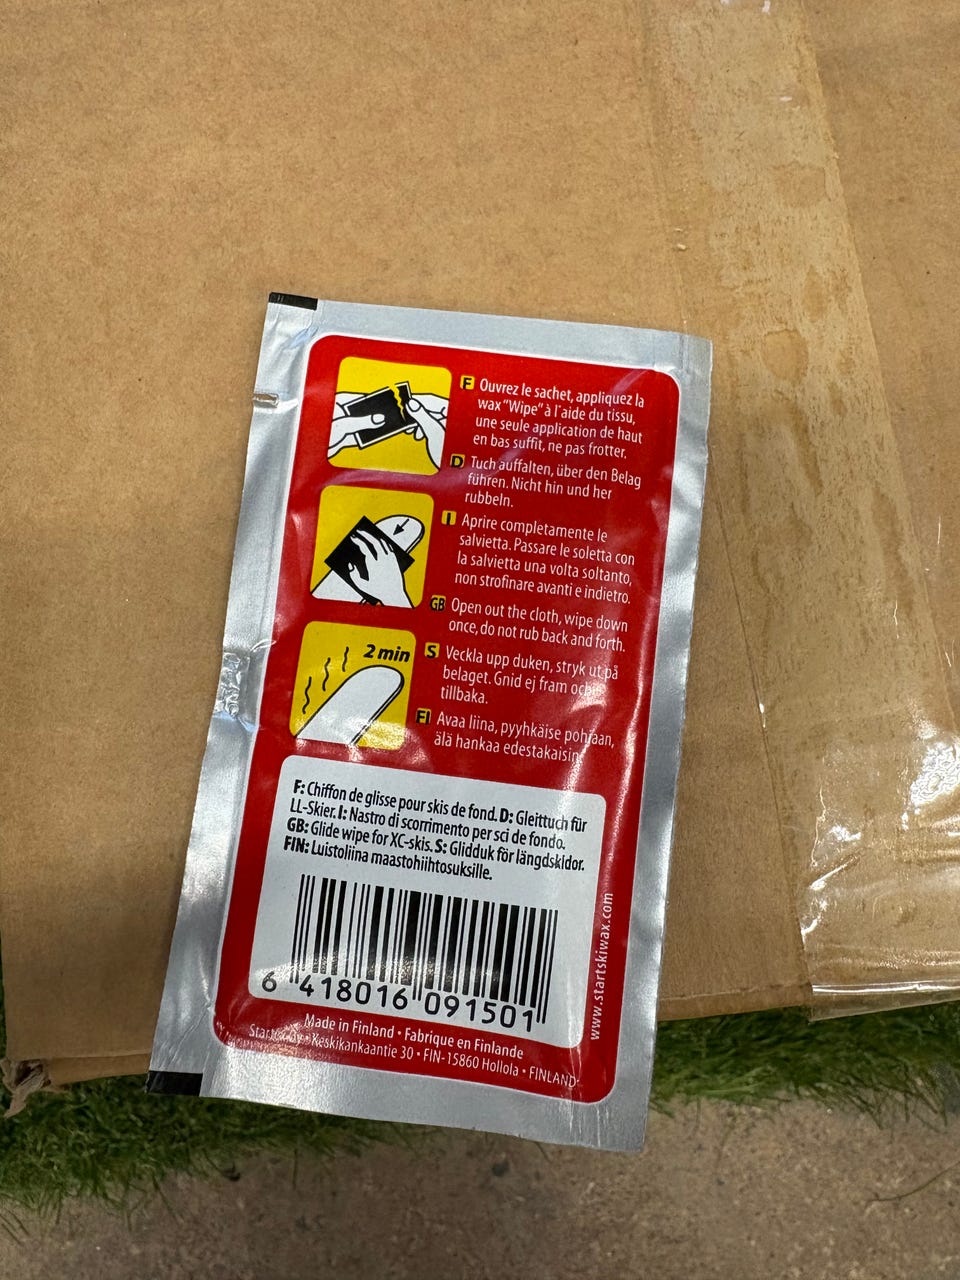 F Ouvrez le sachet, appliquez la
wax "Wipe" à l'aide du tissu,
une seule application de haut
en bas suffit, ne pas frotter.
D Tuch auffalten, über den Belag
führen. Nicht hin und her
rubbeln.
I Aprire completamente le
salvietta. Passare le soletta con
la salvietta una volta soltanto,
non strofinare avanti e indietro.
GB Open out the cloth, wipe down
once, do not rub back and forth.
2 min
S Veckla upp duken, stryk ut på
belaget. Gnid ej fram och
tillbaka.
FI Avaa liina, pyyhkäise pohjaan,
älä hankaa edestakaisin.
F: Chiffon de glisse pour skis de fond. D: Gleittuch für
LL-Skier. I: Nastro di scorrimento per sci de fondo.
GB: Glide wipe for XC-skis. S: Glidduk för längdskidor.
FIN: Luistoliina maastohiihtosuksille.
6 418016 091501
www.startskiwax.com
Made in Finland • Fabrique en Finlande
Oy • Keskikankaantie 30 • FIN-15860 Hollola • FINLAND